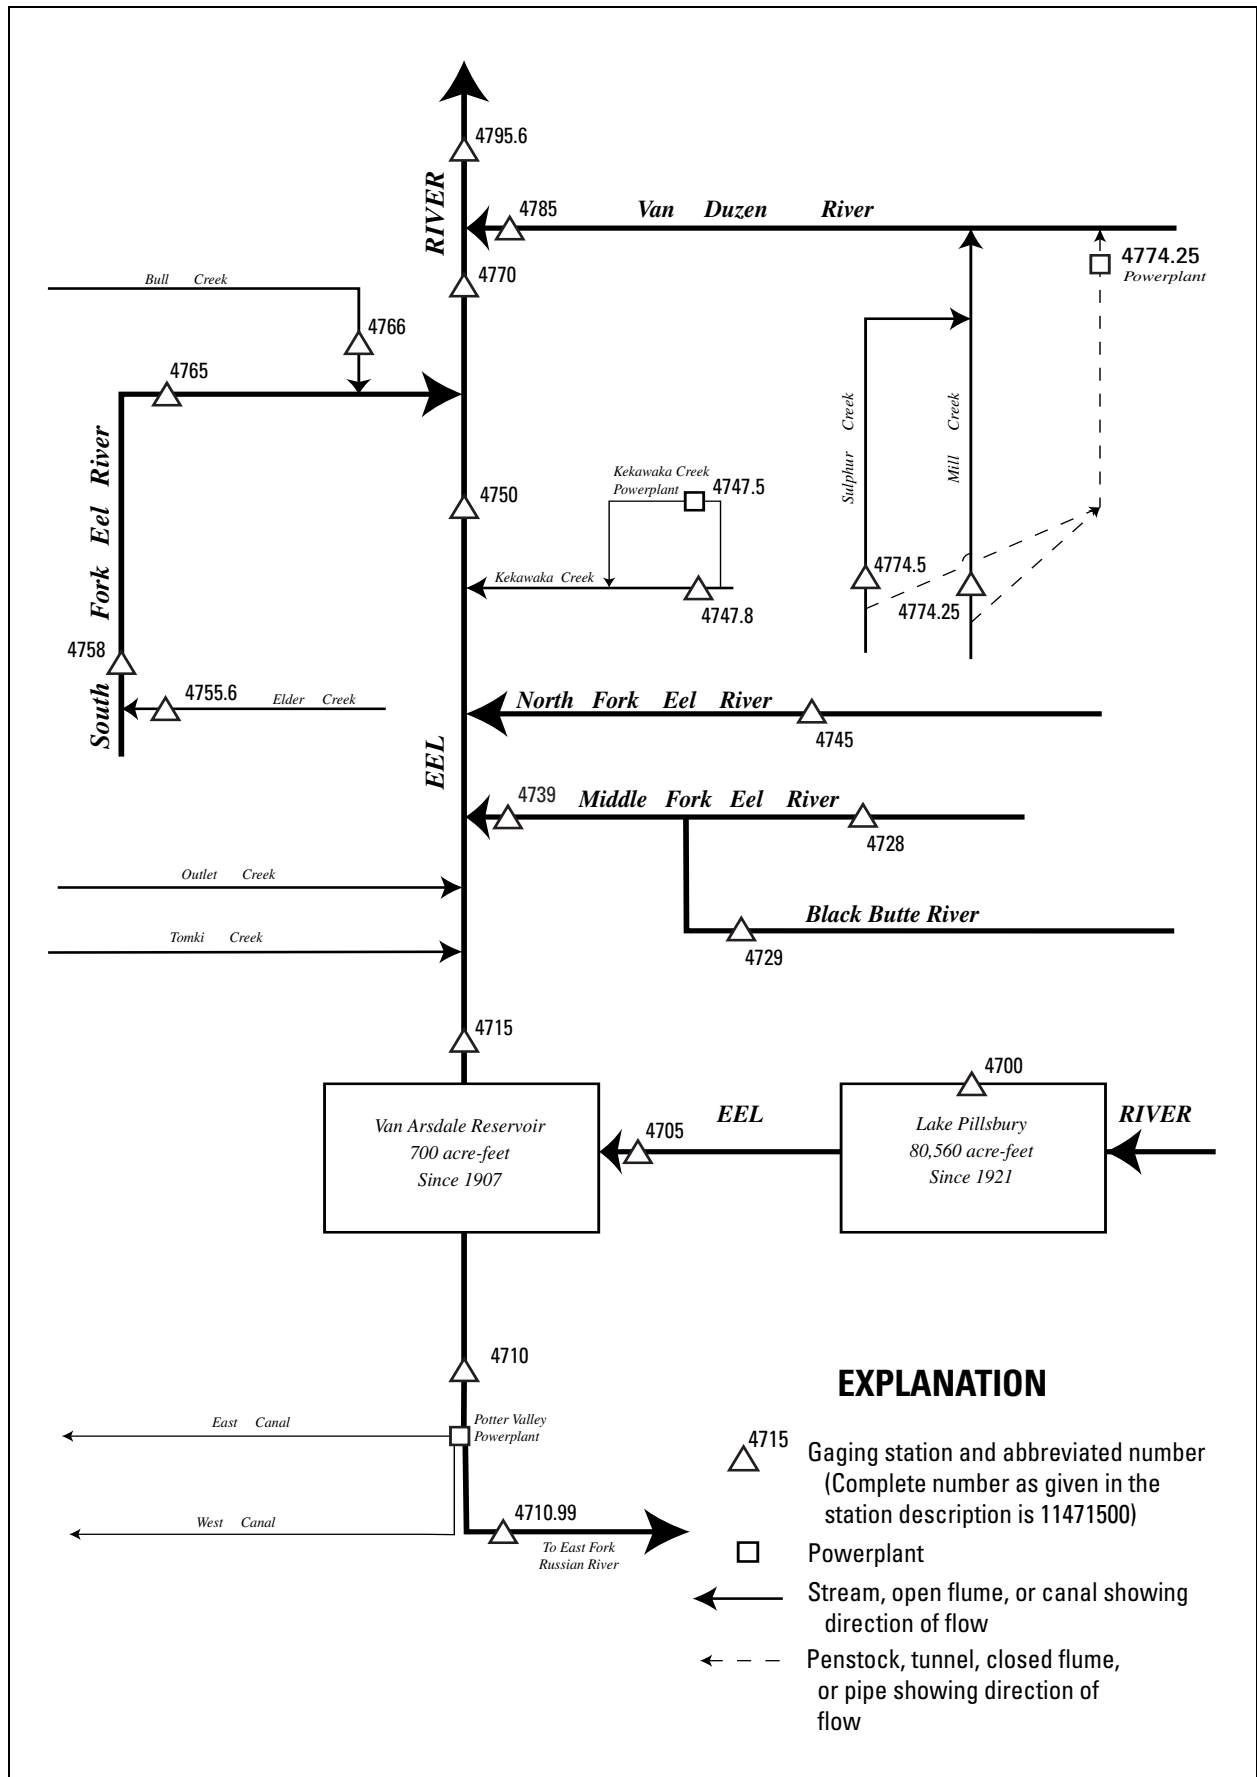 4795.6
RIVER
4785
Van Duzen River
4774.25
Powerplant
4770
Bull Creek
4766
4765
South Fork Eel River
Sulphur Creek
Mill Creek
Kekawaka Creek
Powerplant
4747.5
4750
4774.5
Kekawaka Creek
4747.8
4774.25
4758
4755.6
Elder Creek
North Fork Eel River
4745
EEL
4739
Middle Fork Eel River
4728
Outlet Creek
Black Butte River
Tomki Creek
4729
4715
4700
Van Arsdale Reservoir
700 acre-feet
Since 1907
4705
EEL
Lake Pillsbury
80,560 acre-feet
Since 1921
RIVER
4710
East Canal
Potter Valley
Powerplant
West Canal
4710.99
To East Fork
Russian River
EXPLANATION
4715
Gaging station and abbreviated number
(Complete number as given in the
station description is 11471500)
Powerplant
Stream, open flume, or canal showing
direction of flow
Penstock, tunnel, closed flume,
or pipe showing direction of
flow